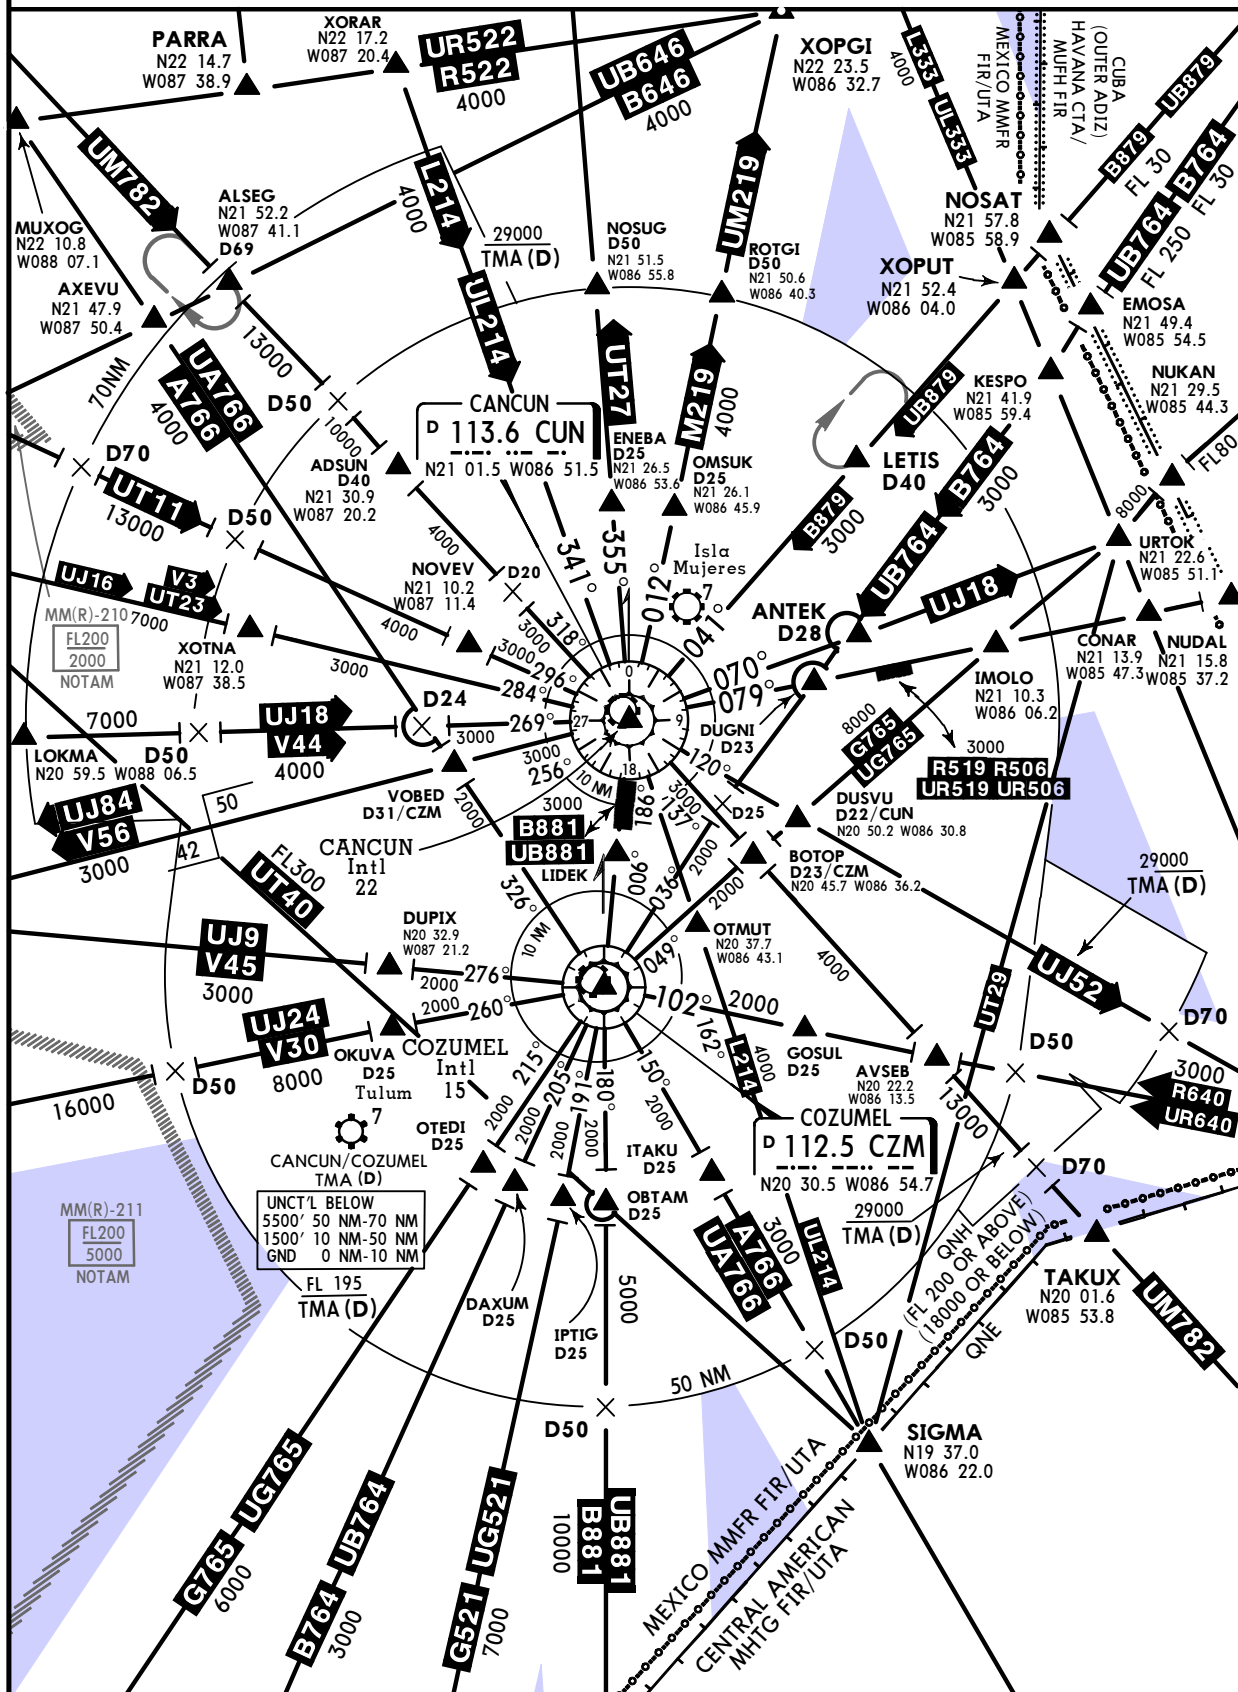 PARRA
N22 14.7
W087 38.9
XORAR
N22 17.2
W087 20.4
UR522
R522
4000
UB646
B646
4000
XOPGI
N22 23.5
W086 32.7
L333
4000
UL333
MEXICO MMFR
FIR/UTA
CUBA
(OUTER ADIZ)
HAVANA CTA/
MUFH FIR
B879
UB879
FL 30
UB764
B764
FL 30
FL 250
UM782
MUXOG
N22 10.8
W088 07.1
ALSEG
N21 52.2
W087 41.1
D69
L214
4000
UL214
29000
TMA (D)
NOSUG
D50
N21 51.5
W086 55.8
UM219
ROTGI
D50
N21 50.6
W086 40.3
NOSAT
N21 57.8
W085 58.9
XOPUT
N21 52.4
W086 04.0
EMOSA
N21 49.4
W085 54.5
AXEVU
N21 47.9
W087 50.4
70NM
13000
UA766
A766
4000
D50
10000
UT27
M219
4000
UB879
KESPO
N21 41.9
W085 59.4
NUKAN
N21 29.5
W085 44.3
FL80
CANCUN
D 113.6 CUN
N21 01.5 W086 51.5
ENEBA
D25
N21 26.5
W086 53.6
OMSUK
D25
N21 26.1
W086 45.9
LETIS
D40
B764
3000
UB764
D70
UT11
13000
D50
ADSUN
D40
N21 30.9
W087 20.2
4000
B879
3000
8000
URTOK
N21 22.6
W085 51.1
UJ16
V3
UT23
7000
MM(R)-210
FL200
2000
NOTAM
XOTNA
N21 12.0
W087 38.5
4000
3000
NOVEV
N21 10.2
W087 11.4
D20
3000
318°
341°
355°
012°
041°
Isla
Mujeres
7
ANTEK
D28
UJ18
070°
079°
CONAR
N21 13.9
W085 47.3
NUDAL
N21 15.8
W085 37.2
3000
296°
284°
269°
256°
0
9
18
27
10 NM
DUGNI
D23
120°
IMOLO
N21 10.3
W086 06.2
8000
G765
UG765
3000
R519 R506
UR519 UR506
LOKMA
N20 59.5 W088 06.5
7000
D50
UJ18
V44
4000
D24
3000
3000
VOBED
D31/CZM
2000
UJ84
V56
3000
50
42
CANCUN
Intl
22
3000
B881
UB881
LIDEK
186°
137°
3000
D25
DUSVU
D22/CUN
N20 50.2 W086 30.8
BOTOP
D23/CZM
N20 45.7 W086 36.2
29000
TMA (D)
FL300
UT40
326°
006°
036°
2000
2000
049°
UJ9
V45
3000
DUPIX
N20 32.9
W087 21.2
2000
276°
10 NM
OTMUT
N20 37.7
W086 43.1
4000
UJ52
UT29
D70
UJ24
V30
8000
OKUVA
D25
2000
260°
102°
2000
GOSUL
D25
AVSEB
N20 22.2
W086 13.5
D50
3000
R640
UR640
D50
16000
COZUMEL
Intl
15
Tulum
7
215°
205°
191°
180°
150°
162°
L214
4000
13000
2000
2000
2000
2000
2000
COZUMEL
D 112.5 CZM
N20 30.5 W086 54.7
D70
OTEDI
D25
CANCUN/COZUMEL
TMA (D)
UNCT'L BELOW
5500' 50 NM-70 NM
1500' 10 NM-50 NM
GND 0 NM-10 NM
FL 195
TMA (D)
MM(R)-211
FL200
5000
NOTAM
ITAKU
D25
OBTAM
D25
DAXUM
D25
IPTIG
D25
5000
3000
A766
UA766
UL214
29000
TMA (D)
QNH
(FL 200 OR ABOVE)
(18000 OR BELOW)
QNE
TAKUX
N20 01.6
W085 53.8
UM782
D50
50 NM
D50
SIGMA
N19 37.0
W086 22.0
G765
UG765
6000
B764
UB764
3000
G521
UG521
7000
UB881
B881
10000
MEXICO MMFR FIR/UTA
CENTRAL AMERICAN
MHTG FIR/UTA